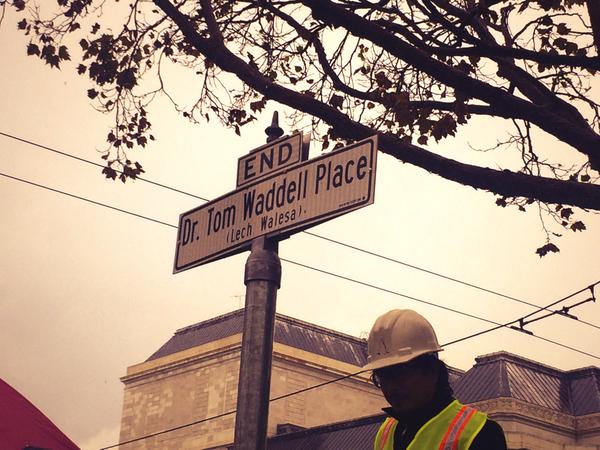 END
Dr. Tom Waddell Place
(Lech Walesa).